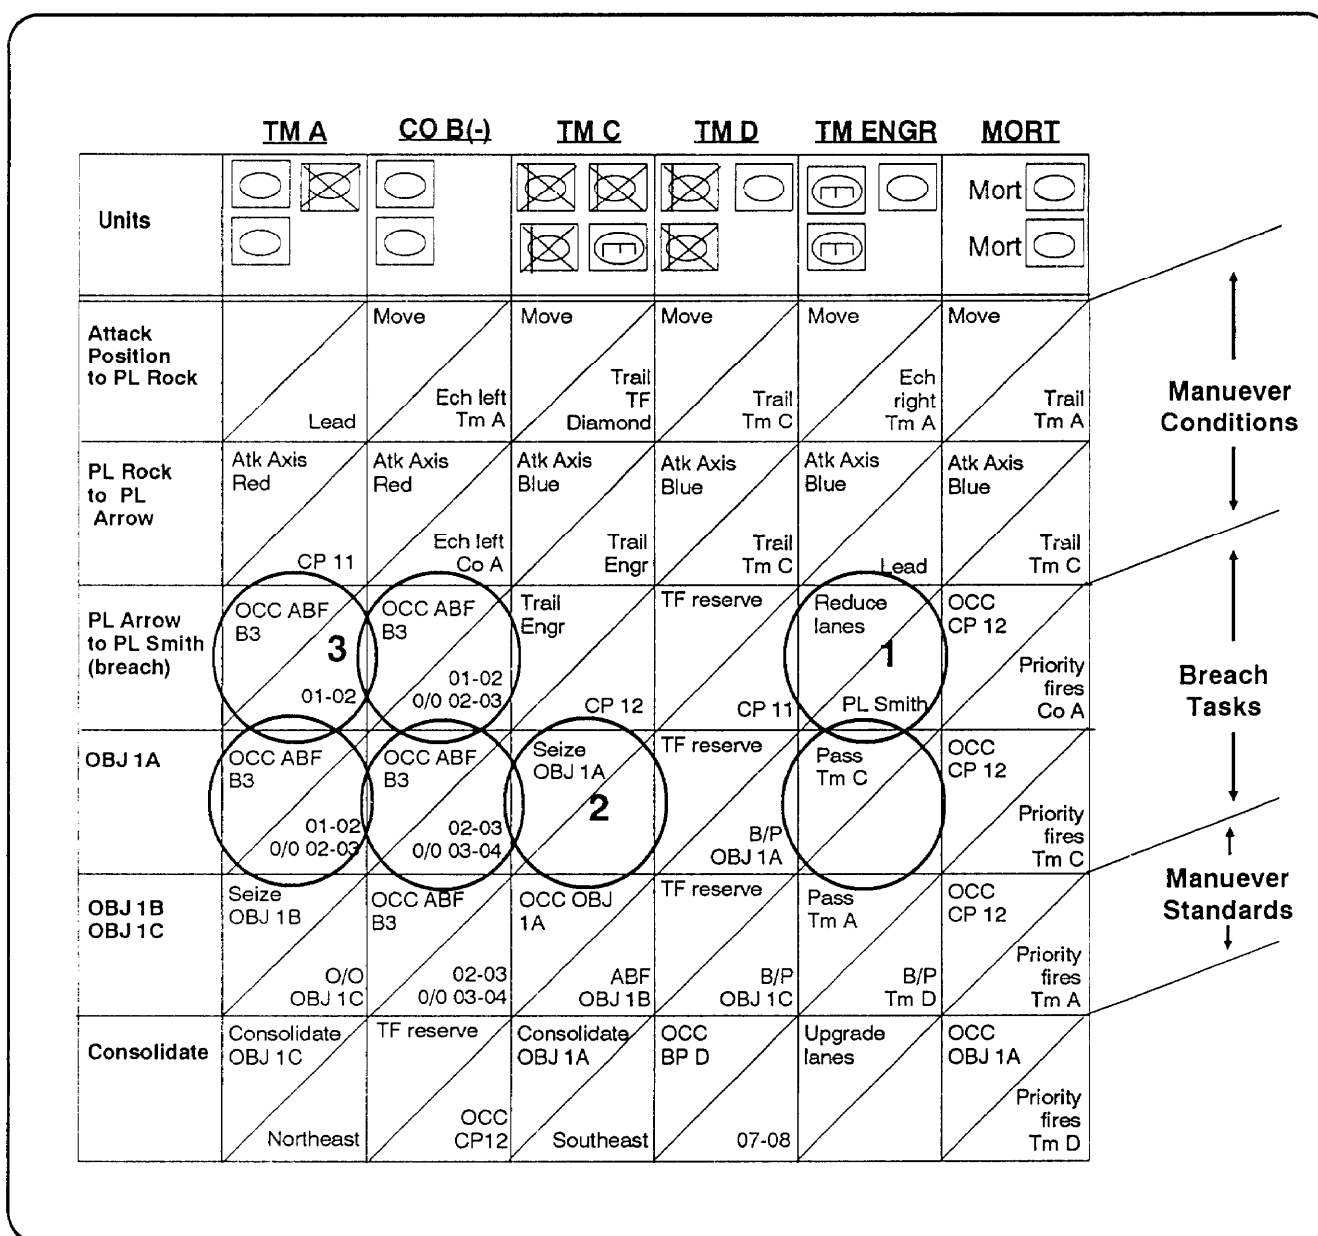 TM A CO B(-) TM C TM D TM ENGR MORT
Units
Mort
Mort
Attack
Position
to PL Rock
Lead
Move
Ech left
Tm A
Move
Trail
TF
Diamond
Move
Trail
Tm C
Move
Ech
right
Tm A
Move
Trail
Tm A
PL Rock
to PL
Arrow
Atk Axis
Red
CP 11
Atk Axis
Red
Ech left
Co A
Atk Axis
Blue
Trail
Engr
Atk Axis
Blue
Trail
Tm C
Atk Axis
Blue
Lead
Atk Axis
Blue
Trail
Tm C
PL Arrow
to PL Smith
(breach)
OCC ABF
B3
3
01-02
OCC ABF
B3
01-02
0/0 02-03
Trail
Engr
CP 12
TF reserve
CP 11
Reduce
lanes
1
PL Smith
OCC
CP 12
Priority
fires
Co A
OBJ 1A
OCC ABF
B3
01-02
0/0 02-03
OCC ABF
B3
02-03
0/0 03-04
Seize
OBJ 1A
2
TF reserve
B/P
OBJ 1A
Pass
Tm C
OCC
CP 12
Priority
fires
Tm C
OBJ 1B
OBJ 1C
Seize
OBJ 1B
O/O
OBJ 1C
OCC ABF
B3
02-03
0/0 03-04
OCC OBJ
1A
ABF
OBJ 1B
TF reserve
B/P
OBJ 1C
Pass
Tm A
B/P
Tm D
OCC
CP 12
Priority
fires
Tm A
Consolidate
Consolidate
OBJ 1C
Northeast
TF reserve
OCC
CP12
Consolidate
OBJ 1A
Southeast
OCC
BP D
07-08
Upgrade
lanes
OCC
OBJ 1A
Priority
fires
Tm D
Manuever
Conditions
Breach
Tasks
Manuever
Standards